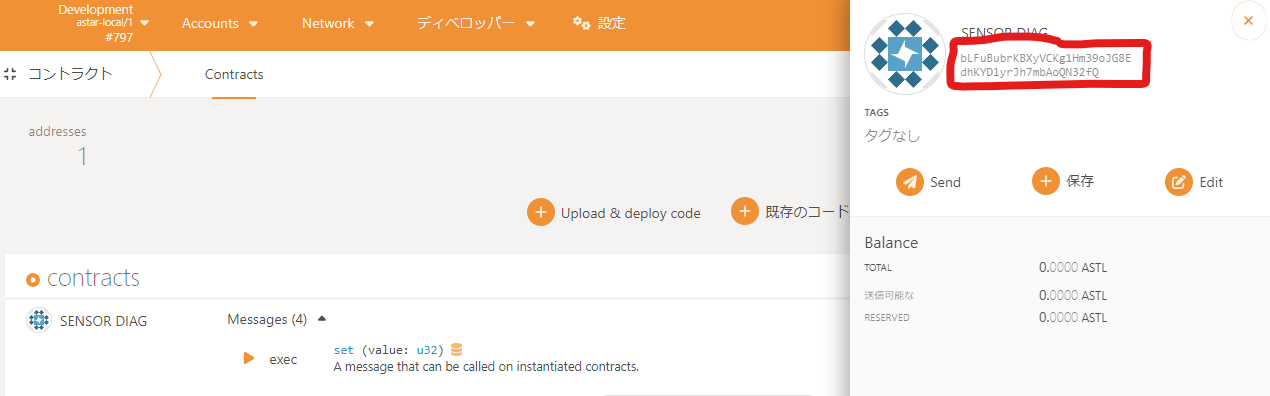 Development
astar-local/1
#797
Accounts
Network
ディベロッパー
設定
コントラクト
Contracts
addresses
1
Upload & deploy code
既存のコード
contracts
SENSOR DIAG
Messages (4)
exec
set (value: u32)
A message that can be called on instantiated contracts.
SENSOR DIAG
bLFuBubrKBXyVCKg1Hm39oJG8E
dhKYD1yrJh7mbAoQN32fQ
TAGS
タグなし
Send
保存
Edit
Balance
TOTAL
0.0000 ASTL
送信可能な
0.0000 ASTL
RESERVED
0.0000 ASTL